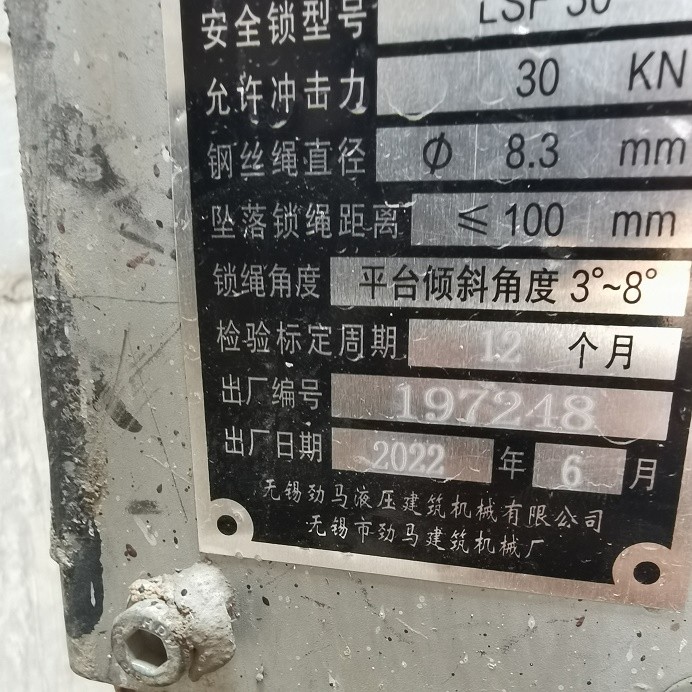 安全锁型号 LSF 30
允许冲击力 30 KN
钢丝绳直径 Φ 8.3 mm
坠落锁绳距离 ≤100 mm
锁绳角度 平台倾斜角度 3°~8°
检验标定周期 12 个月
出厂编号 197248
出厂日期 2022 年 6 月
无锡劲马液压建筑机械有限公司
无锡市劲马建筑机械厂